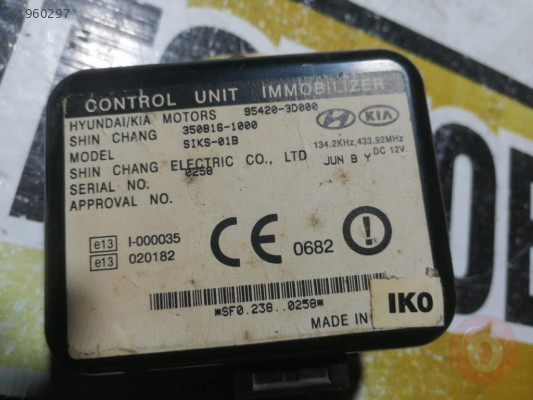 960297
CONTROL UNIT IMMOBILIZER
HYUNDAI/KIA MOTORS 95420-3D000
SHIN CHANG 350816-1000
MODEL SIKS-01B
SHIN CHANG ELECTRIC CO., LTD
SERIAL NO. 0258
APPROVAL NO.
KIA
134.2KHz, 433.92MHz
JUN B Y DC 12V
e13 I-000035
e13 020182
CE 0682
*SF0.238..0258*
MADE IN
IKO